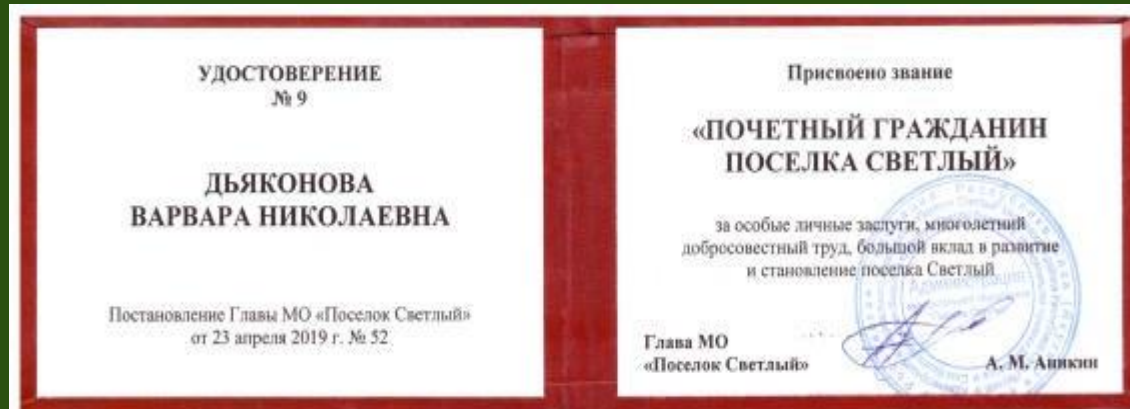 УДОСТОВЕРЕНИЕ
№ 9
ДЬЯКОНОВА
ВАРВАРА НИКОЛАЕВНА
Постановление Главы МО «Поселок Светлый»
от 23 апреля 2019 г. № 52
Присвоено звание
«ПОЧЕТНЫЙ ГРАЖДАНИН
ПОСЕЛКА СВЕТЛЫЙ»
за особые личные заслуги, многолетний
добросовестный труд, большой вклад в развитие
и становление поселка Светлый
Администрация
Глава МО
«Поселок Светлый»
А. М. Аникин